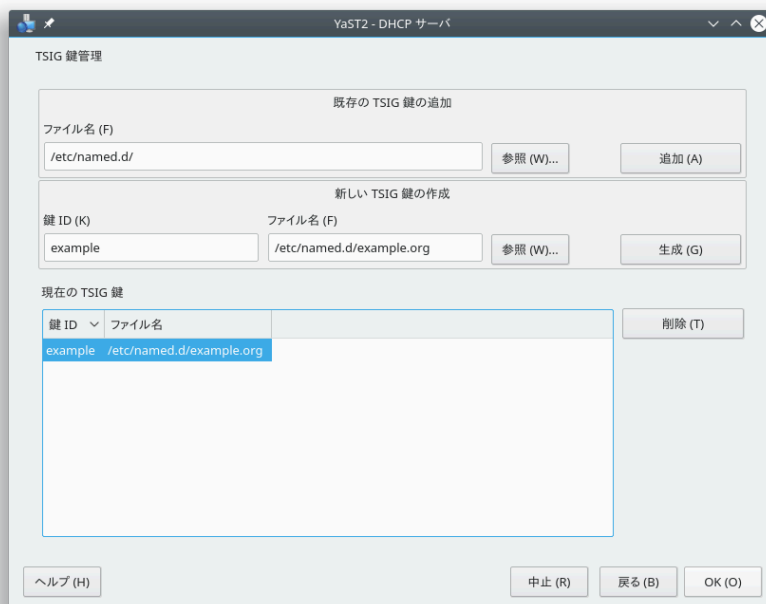 YaST2 - DHCP サーバ
TSIG 鍵管理
既存の TSIG 鍵の追加
ファイル名 (F)
/etc/named.d/ 参照 (W)... 追加 (A)
新しい TSIG 鍵の作成
鍵 ID (K) ファイル名 (F)
example /etc/named.d/example.org 参照 (W)... 生成 (G)
現在の TSIG 鍵
鍵 ID ファイル名 削除 (T)
example /etc/named.d/example.org
ヘルプ (H) 中止 (R) 戻る (B) OK (O)